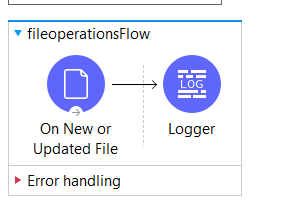 fileoperationsFlow
LOG
On New or
Updated File
Logger
Error handling